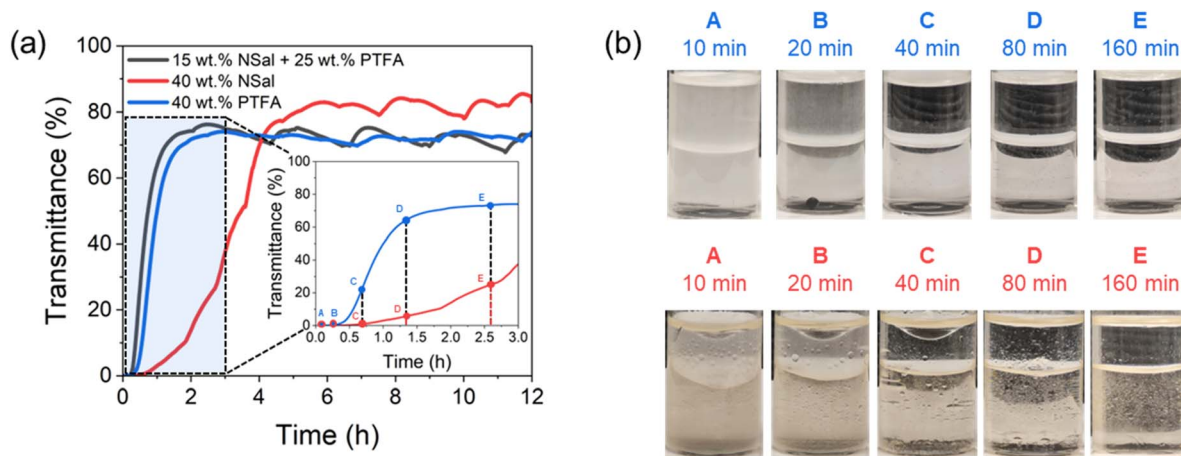 (a)
Transmittance (%)
100
80
60
40
20
0
15 wt.% NSal + 25 wt.% PTFA
40 wt.% NSal
40 wt.% PTFA
0 2 4 6 8 10 12
Time (h)
Transmittance (%)
100
80
60
40
20
0
A B C D E
C D E
0.0 0.5 1.0 1.5 2.0 2.5 3.0
Time (h)
(b)
A B C D E
10 min 20 min 40 min 80 min 160 min
A B C D E
10 min 20 min 40 min 80 min 160 min